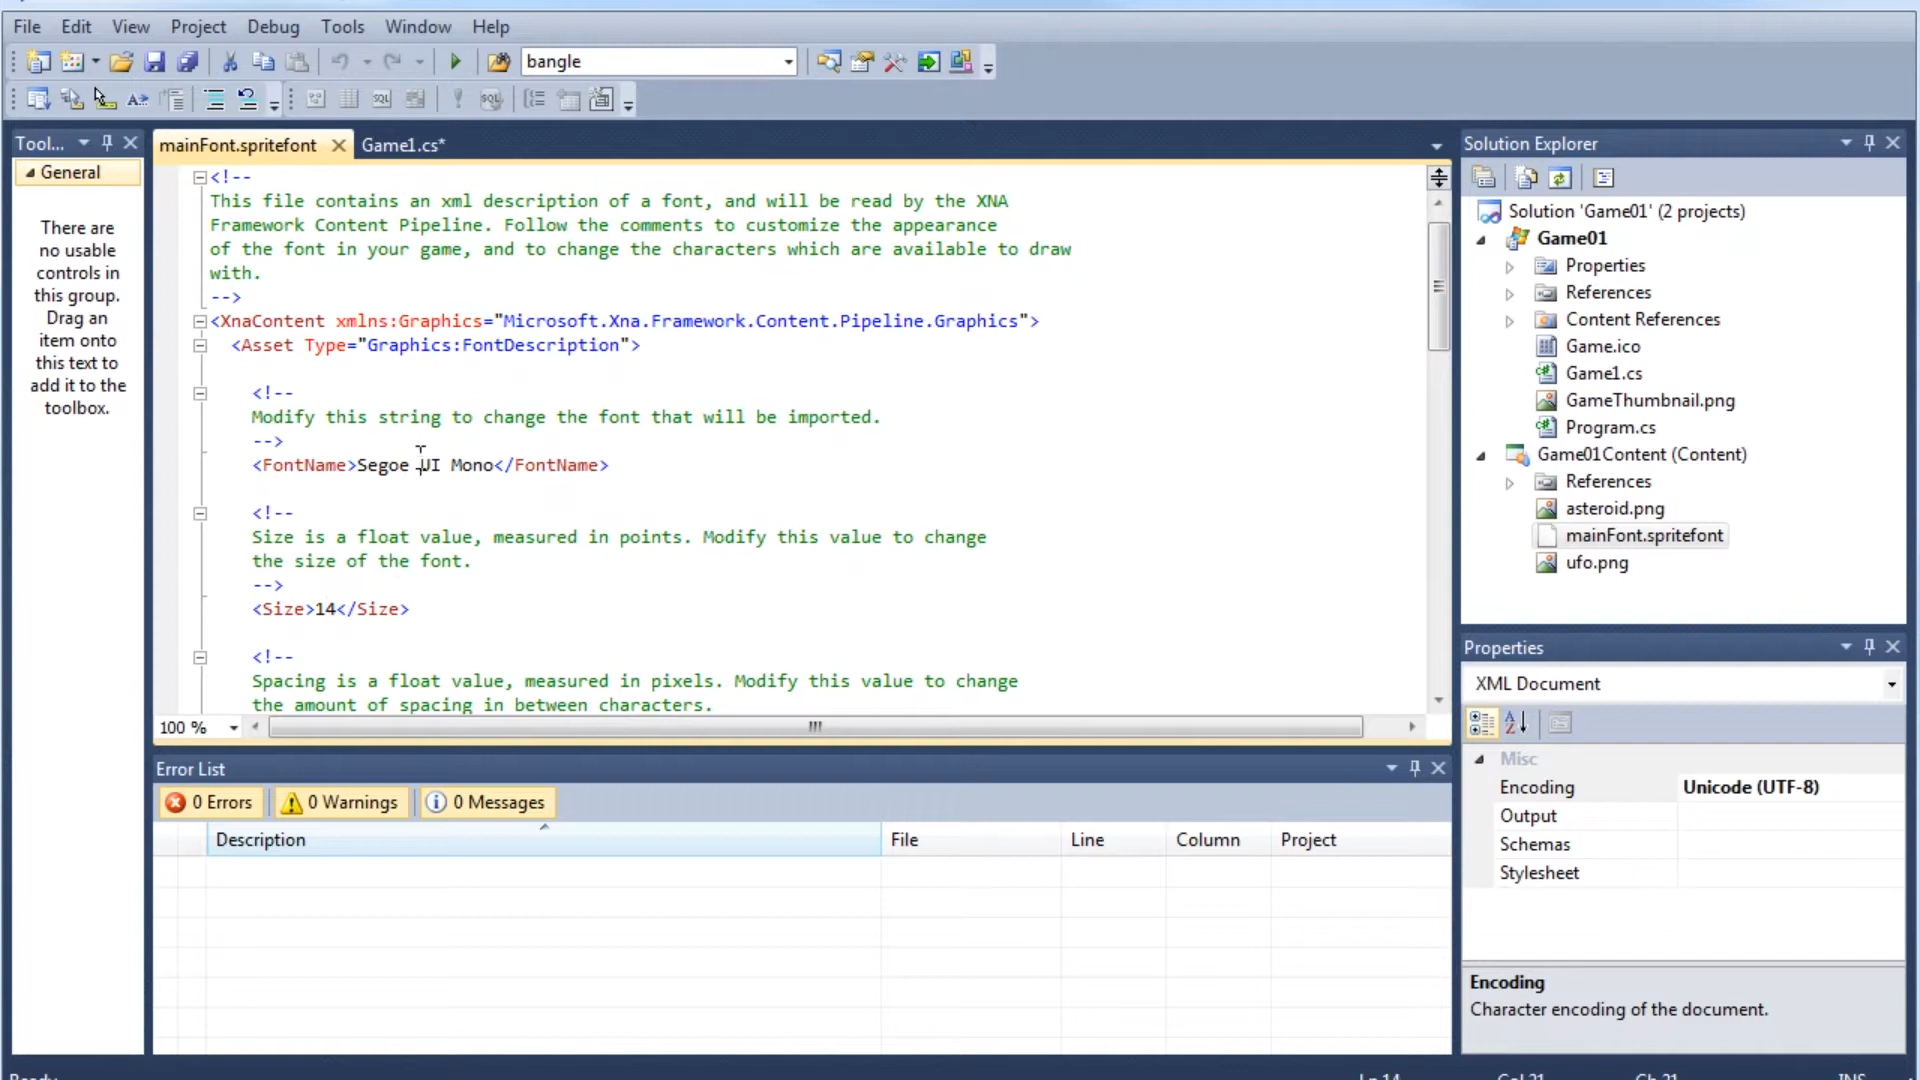 File Edit View Project Debug Tools Window Help
bangle
Tool...
General
There are
no usable
controls in
this group.
Drag an
item onto
this text to
add it to the
toolbox.
mainFont.spritefont Game1.cs*
<!--
This file contains an xml description of a font, and will be read by the XNA
Framework Content Pipeline. Follow the comments to customize the appearance
of the font in your game, and to change the characters which are available to draw
with.
-->
<XnaContent xmlns:Graphics="Microsoft.Xna.Framework.Content.Pipeline.Graphics">
<Asset Type="Graphics:FontDescription">
<!--
Modify this string to change the font that will be imported.
-->
<FontName>Segoe UI Mono</FontName>
<!--
Size is a float value, measured in points. Modify this value to change
the size of the font.
-->
<Size>14</Size>
<!--
Spacing is a float value, measured in pixels. Modify this value to change
the amount of spacing in between characters.
100 %
Error List
0 Errors 0 Warnings 0 Messages
Description File Line Column Project
Solution Explorer
Solution 'Game01' (2 projects)
Game01
Properties
References
Content References
Game.ico
Game1.cs
GameThumbnail.png
Program.cs
Game01Content (Content)
References
asteroid.png
mainFont.spritefont
ufo.png
Properties
XML Document
Misc
Encoding Unicode (UTF-8)
Output
Schemas
Stylesheet
Encoding
Character encoding of the document.